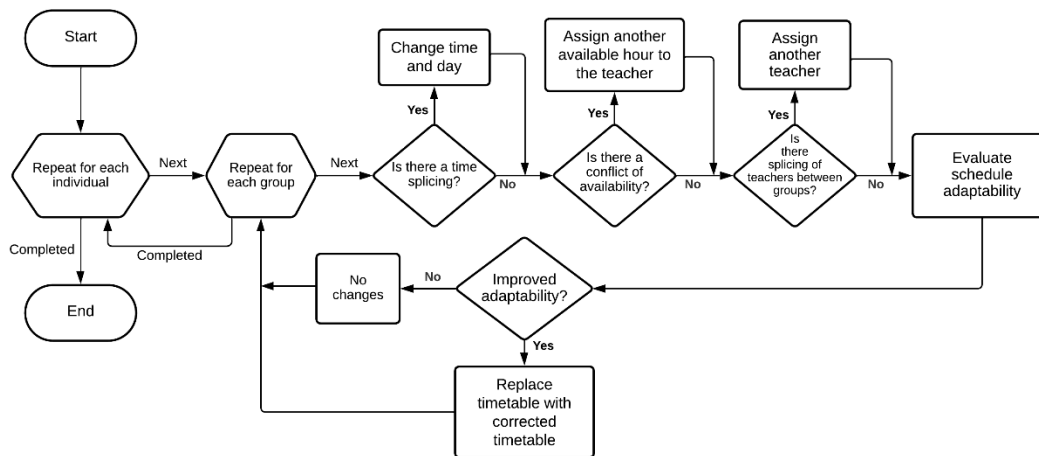 Start
Repeat for each
individual
Next
Completed
End
Repeat for
each group
Completed
Next
Change time
and day
Yes
Is there a time
splicing?
No
Assign another
available hour to
the teacher
Yes
Is there a
conflict of
availability?
No
Assign
another
teacher
Yes
Is
there
splicing of
teachers between
groups?
No
Evaluate
schedule
adaptability
Improved
adaptability?
No
No
changes
Yes
Replace
timetable with
corrected
timetable